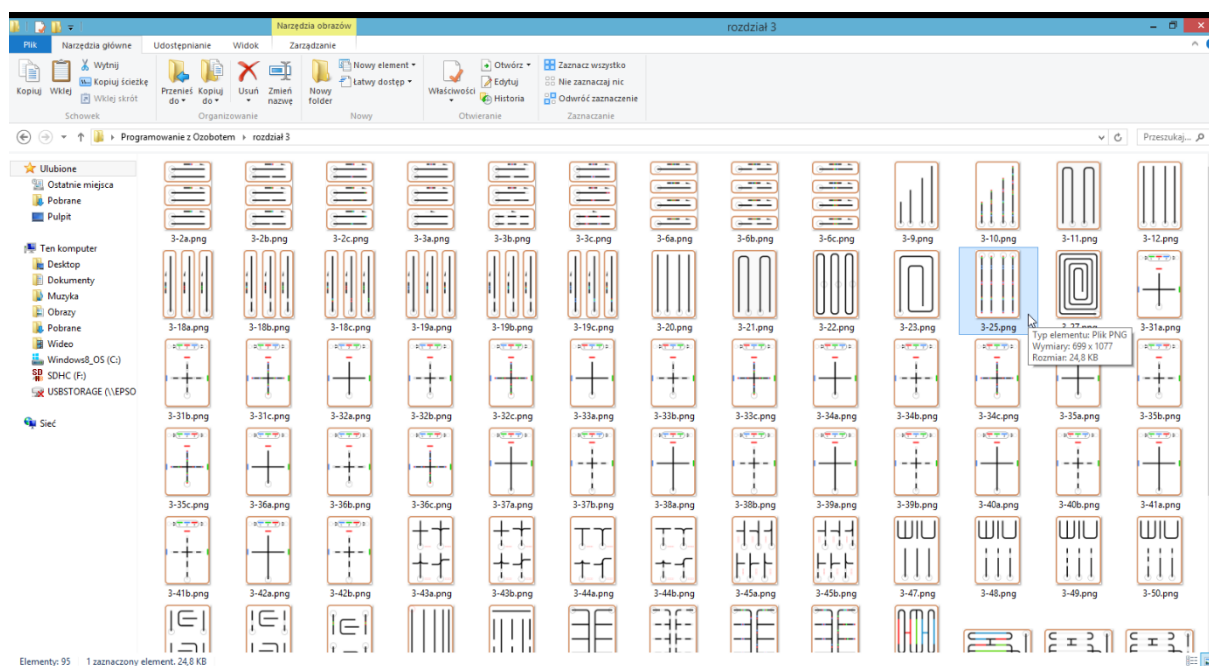 Narzędzia obrazów
rozdział 3
Plik Narzędzia główne Udostępnianie Widok Zarządzanie
Kopiuj Wklej Wytnij Kopiuj ścieżkę Wklej skrót
Przenieś do Kopiuj do Usuń Zmień nazwę
Nowy folder Nowy element Łatwy dostęp
Właściwości Otwórz Edytuj Historia
Zaznacz wszystko Nie zaznaczaj nic Odwróć zaznaczenie
Schowek Organizowanie Nowy Otwieranie Zaznaczanie
Programowanie z Ozobotem rozdział 3 Przeszukaj...
Ulubione
Ostatnie miejsca
Pobrane
Pulpit
Ten komputer
Desktop
Dokumenty
Muzyka
Obrazy
Pobrane
Wideo
Windows8_OS (C:)
SDHC (F:)
USBSTORAGE (\\EPSO
Sieć
3-2a.png 3-2b.png 3-2c.png 3-3a.png 3-3b.png 3-3c.png 3-6a.png 3-6b.png 3-6c.png 3-9.png 3-10.png 3-11.png 3-12.png
3-18a.png 3-18b.png 3-18c.png 3-19a.png 3-19b.png 3-19c.png 3-20.png 3-21.png 3-22.png 3-23.png 3-25.png 3-27.png 3-31a.png
Typ elementu: Plik PNG
Wymiary: 699 x 1077
Rozmiar: 24,8 KB
3-31b.png 3-31c.png 3-32a.png 3-32b.png 3-32c.png 3-33a.png 3-33b.png 3-33c.png 3-34a.png 3-34b.png 3-34c.png 3-35a.png 3-35b.png
3-35c.png 3-36a.png 3-36b.png 3-36c.png 3-37a.png 3-37b.png 3-38a.png 3-38b.png 3-39a.png 3-39b.png 3-40a.png 3-40b.png 3-41a.png
3-41b.png 3-42a.png 3-42b.png 3-43a.png 3-43b.png 3-44a.png 3-44b.png 3-45a.png 3-45b.png 3-47.png 3-48.png 3-49.png 3-50.png
Elementy: 95 1 zaznaczony element. 24,8 KB